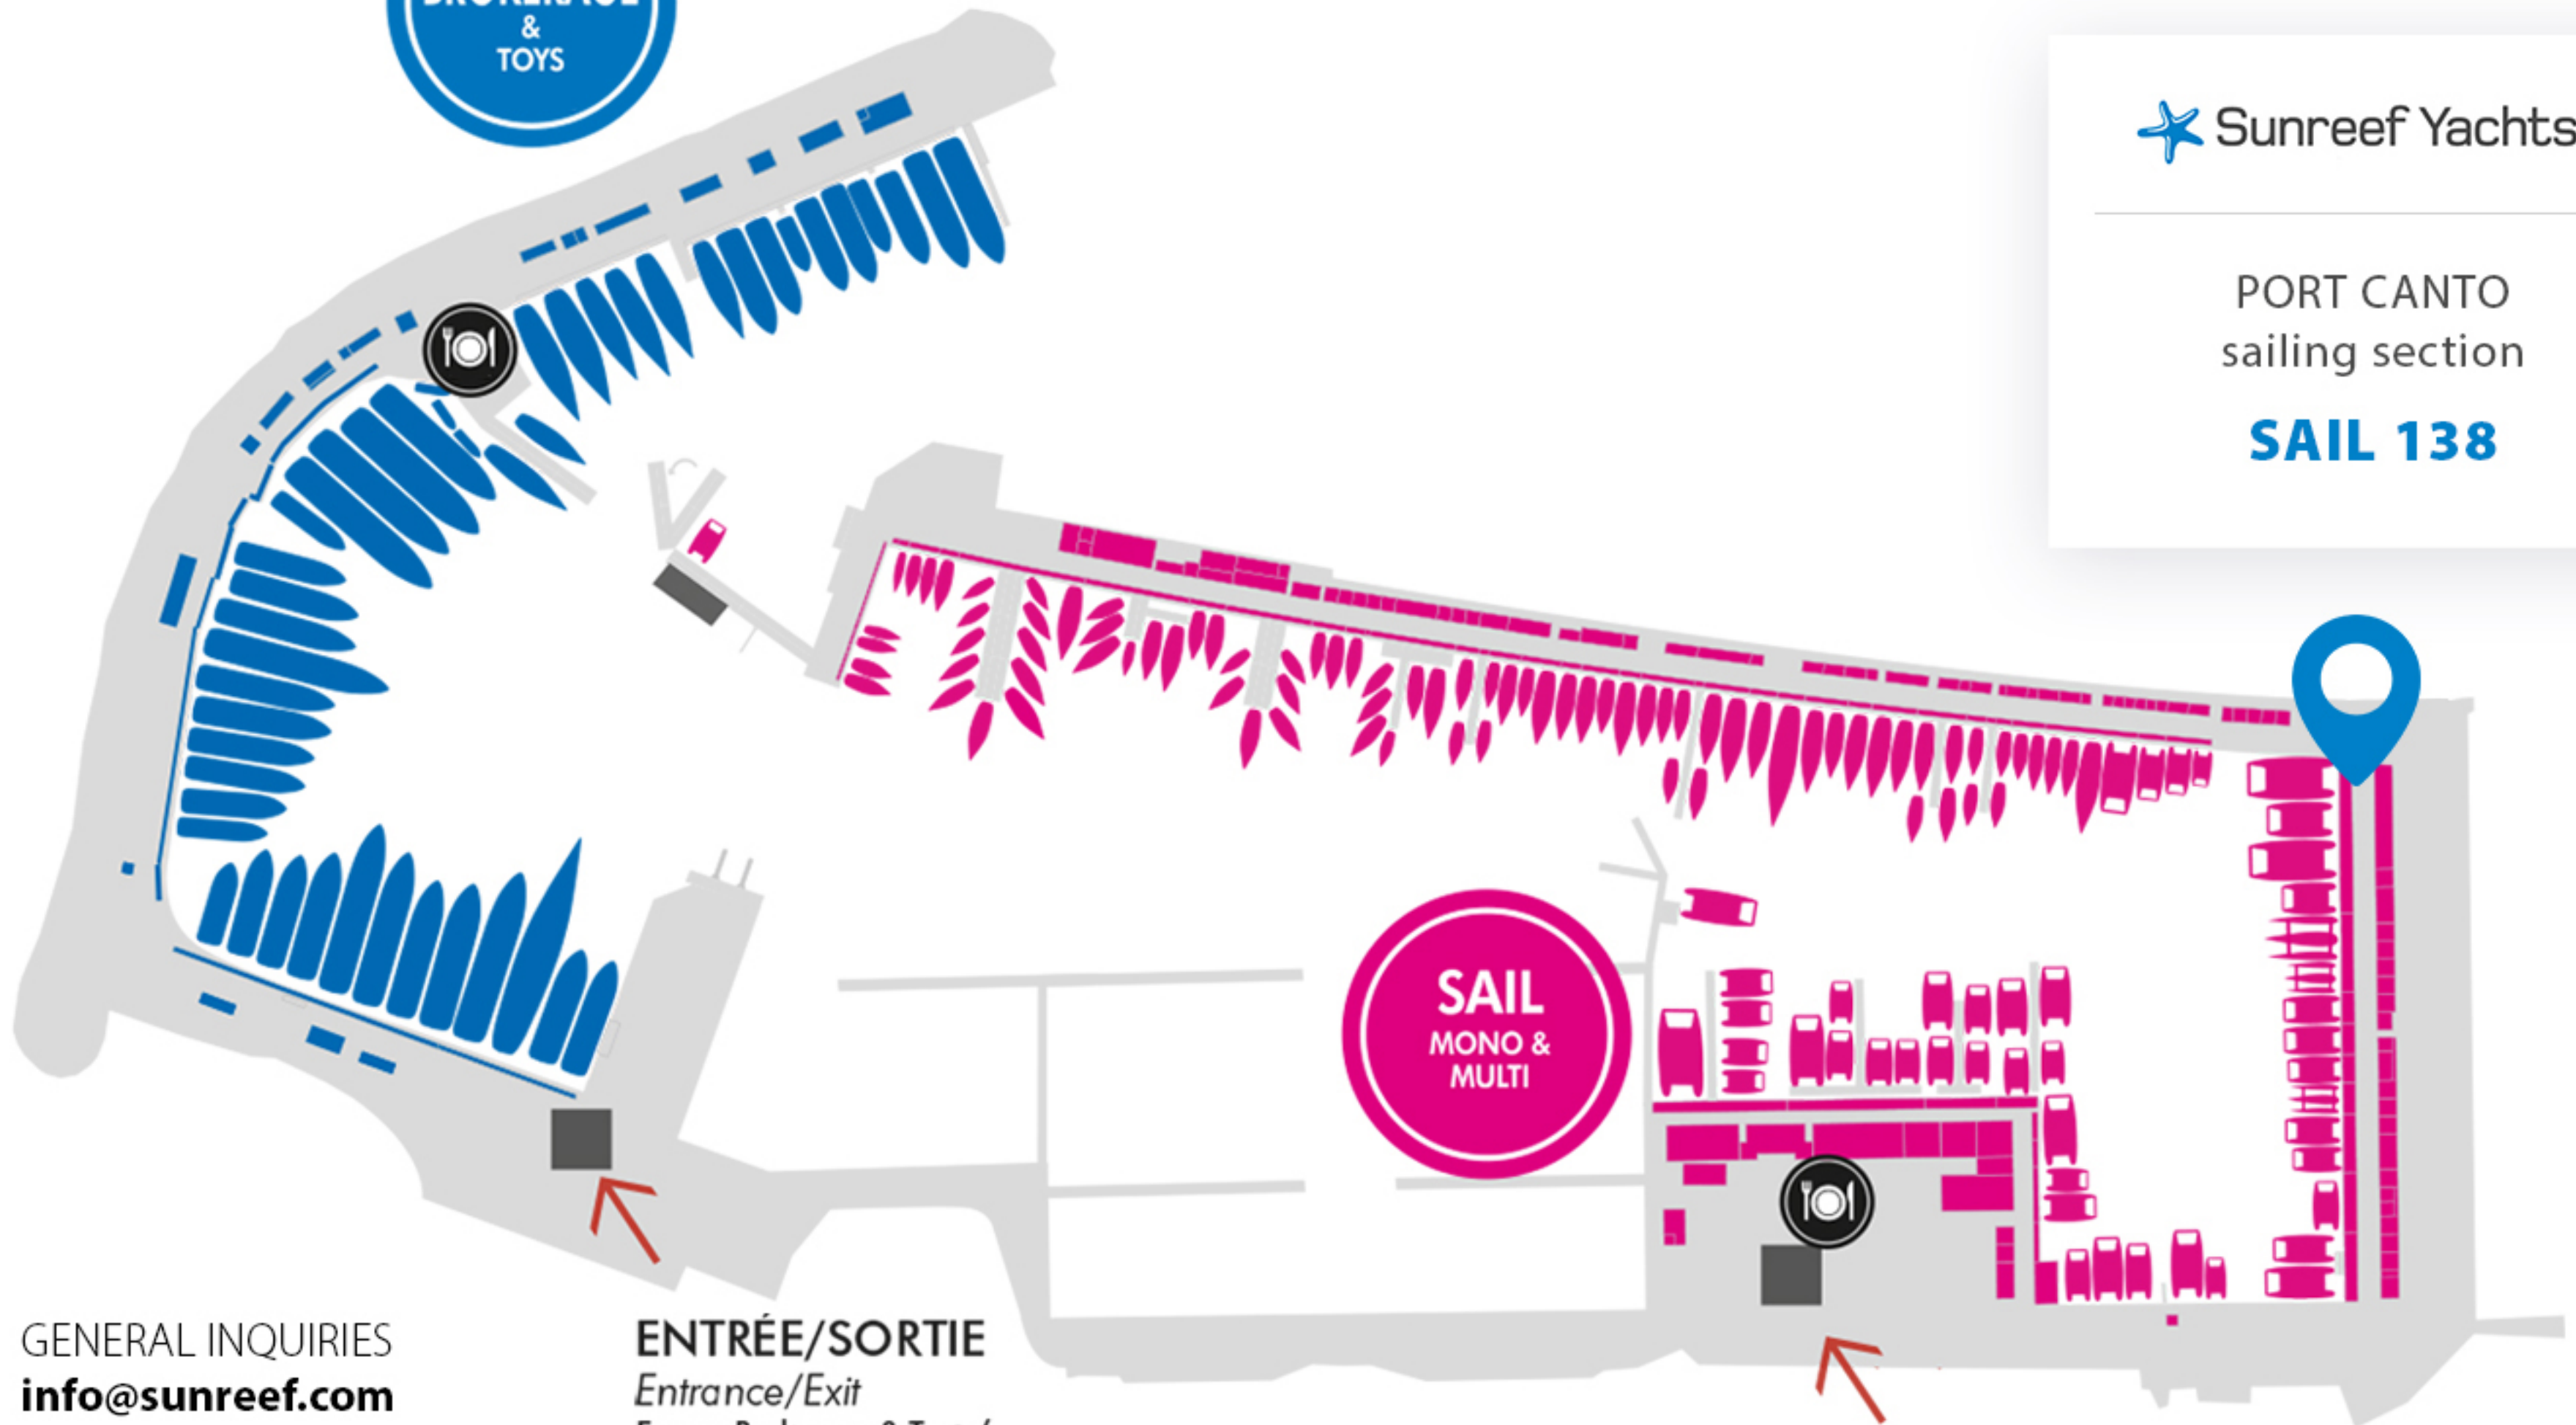 BROKERAGE
&
TOYS
Sunreef Yachts
PORT CANTO
sailing section
SAIL 138
SAIL
MONO &
MULTI
GENERAL INQUIRIES
info@sunreef.com
ENTRÉE/SORTIE
Entrance/Exit